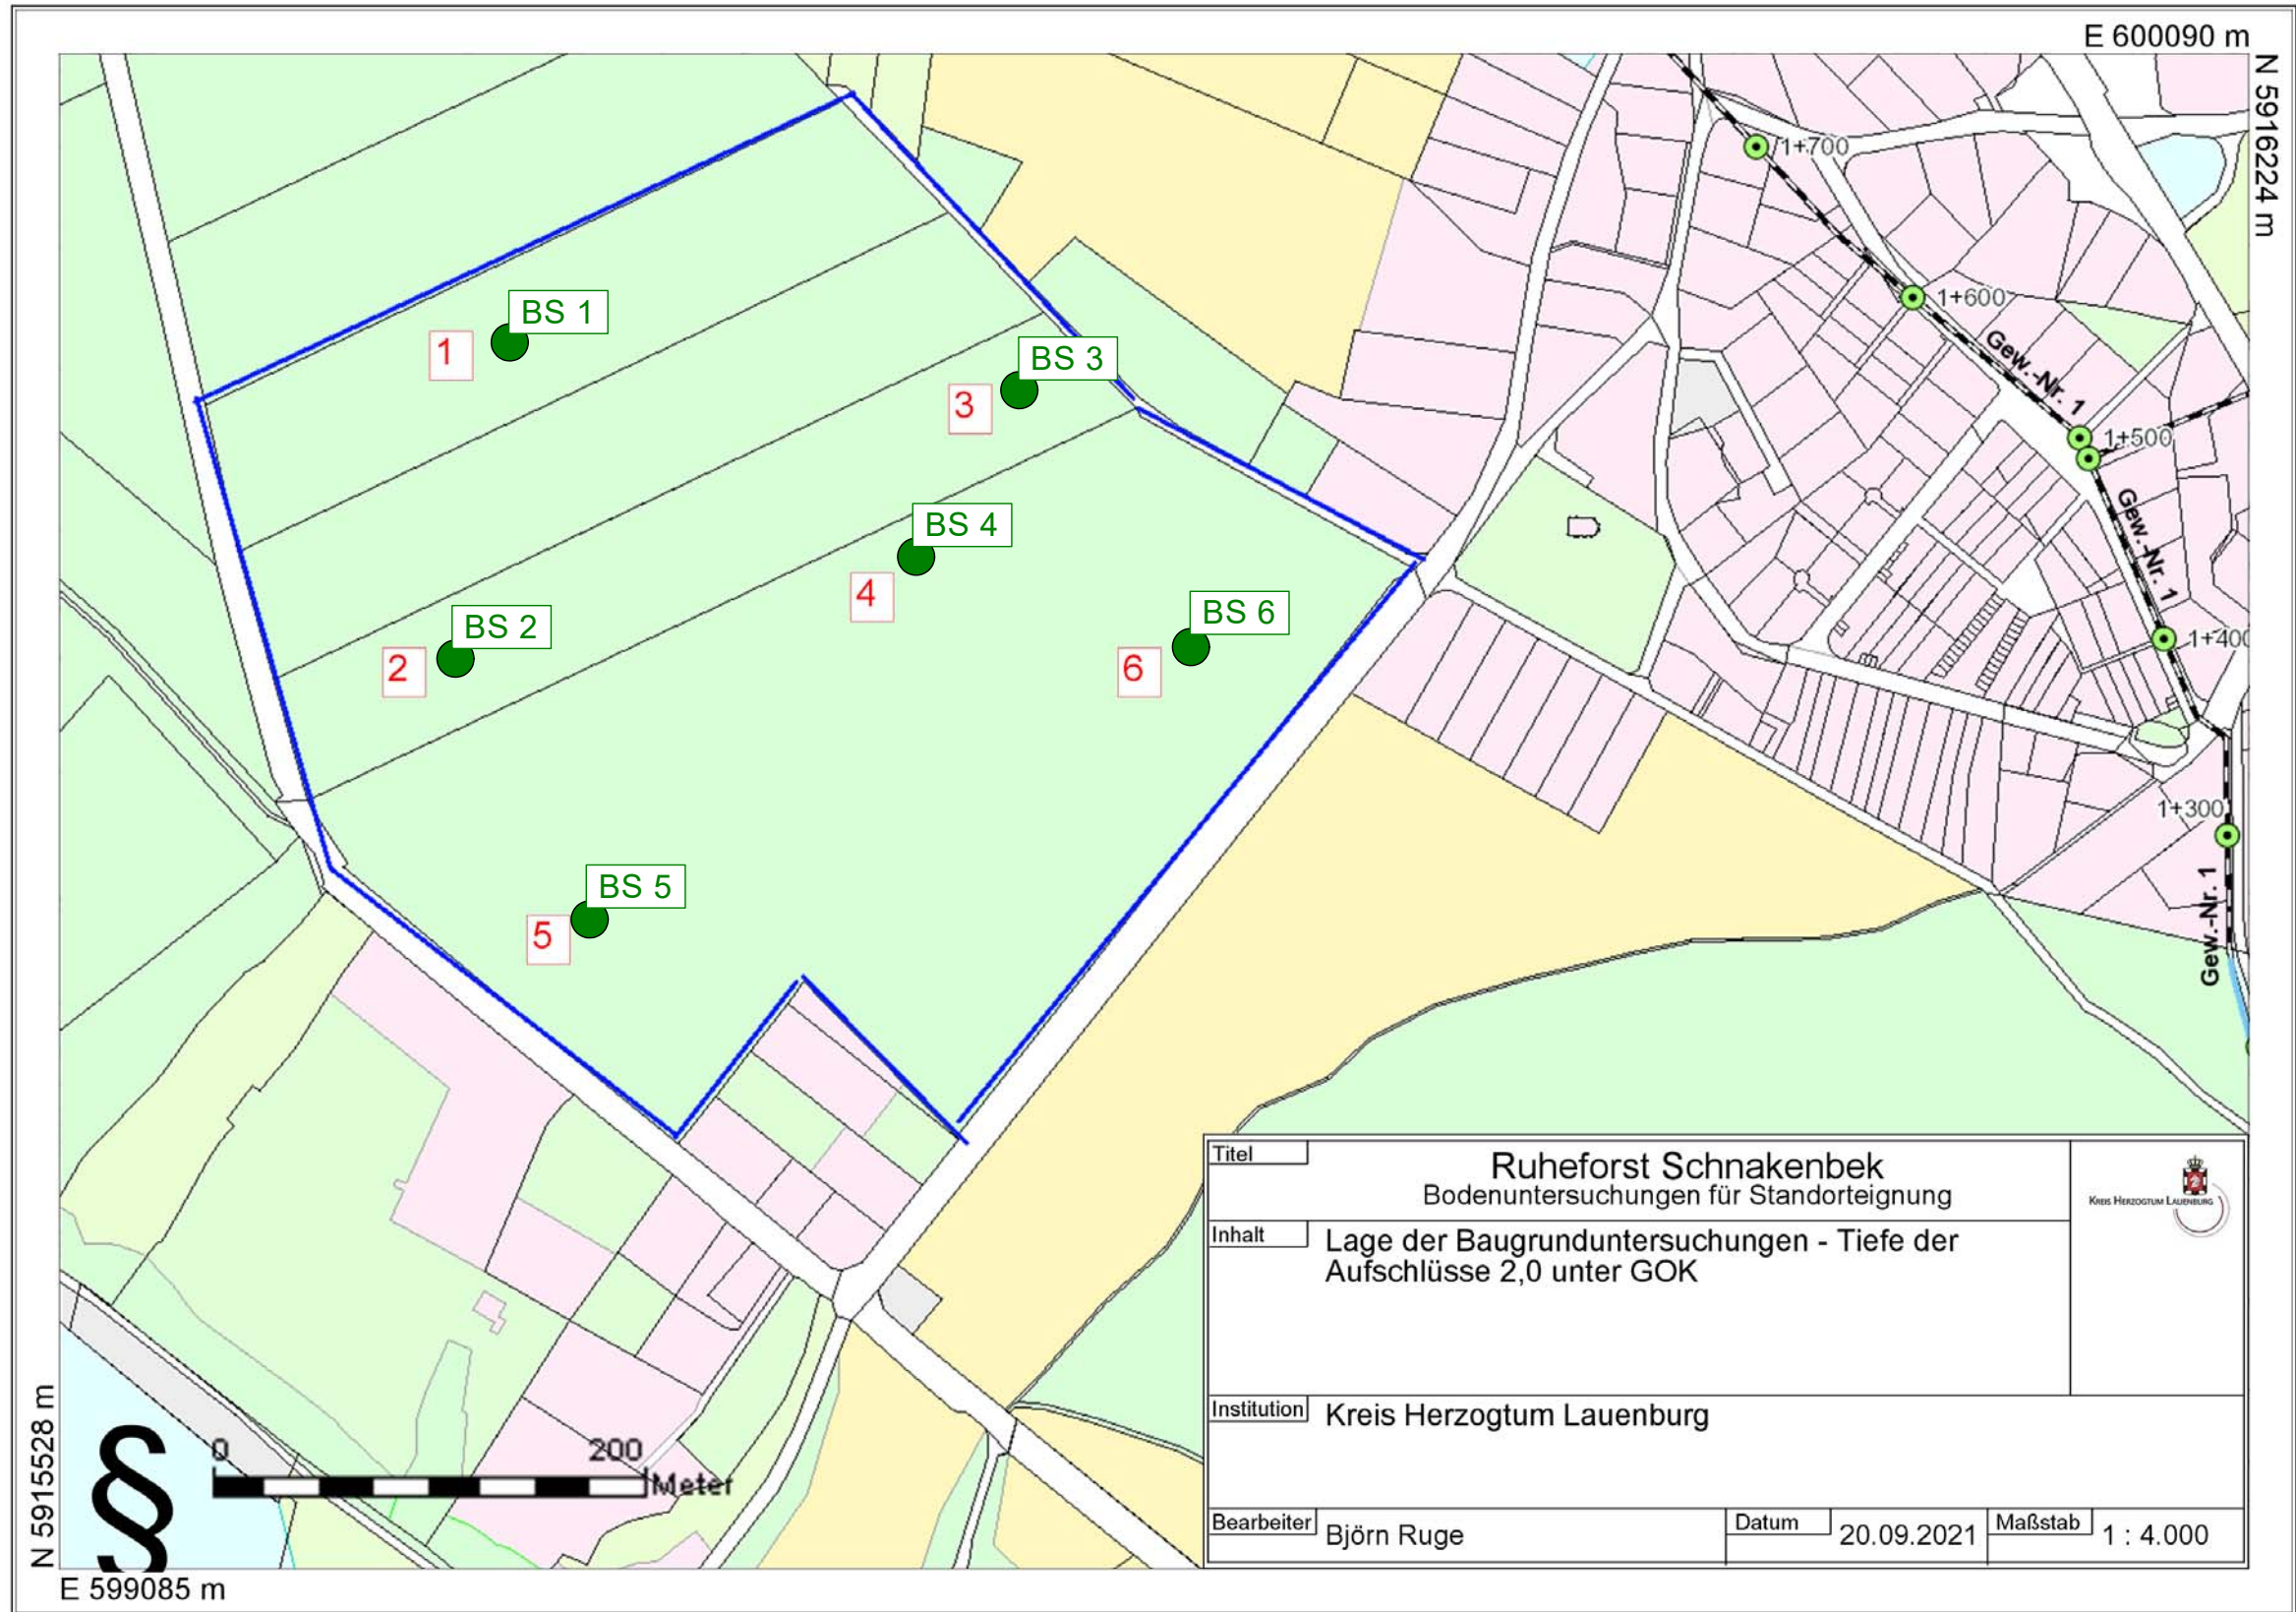 E 600090 m
N 5916224 m
1+700
1+600
Gew.-Nr. 1
1+500
Gew.-Nr. 1
1+400
1+300
Gew.-Nr. 1
BS 1
1
BS 3
3
BS 4
4
BS 2
2
BS 6
6
BS 5
5
Titel
Ruheforst Schnakenbek
Bodenuntersuchungen für Standorteignung
KREIS HERZOGTUM LAUENBURG
Inhalt
Lage der Baugrunduntersuchungen - Tiefe der
Aufschlüsse 2,0 unter GOK
Institution
Kreis Herzogtum Lauenburg
Bearbeiter
Björn Ruge
Datum
20.09.2021
Maßstab
1 : 4.000
§
0
200
Meter
N 5915528 m
E 599085 m